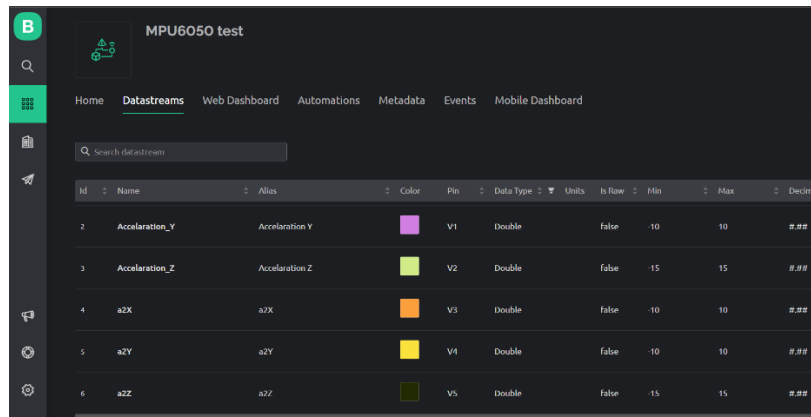 B
MPU6050 test
Home Datastreams Web Dashboard Automations Metadata Events Mobile Dashboard
Search datastream
Id Name Alias Color Pin Data Type Units Is Raw Min Max Decim
2 Accelaration_Y Accelaration Y V1 Double false -10 10 #.##
3 Accelaration_Z Accelaration Z V2 Double false -15 15 #.##
4 a2X a2X V3 Double false -10 10 #.##
5 a2Y a2Y V4 Double false -10 10 #.##
6 a2Z a2Z V5 Double false -15 15 #.##